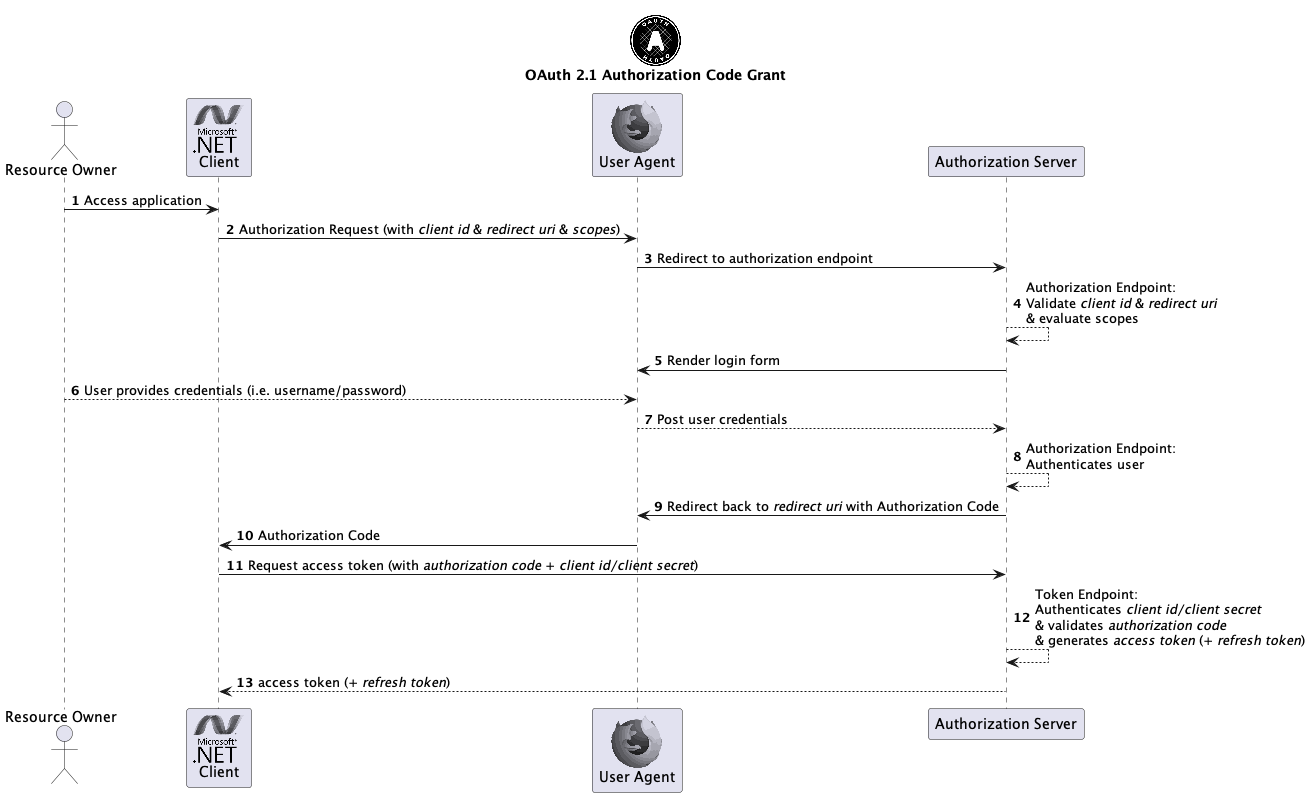 OAUTH
A
OAUTH
OAuth 2.1 Authorization Code Grant
Resource Owner
Microsoft®
.NET
Client
User Agent
Authorization Server
1 Access application
2 Authorization Request (with client id & redirect uri & scopes)
3 Redirect to authorization endpoint
Authorization Endpoint:
4 Validate client id & redirect uri
& evaluate scopes
5 Render login form
6 User provides credentials (i.e. username/password)
7 Post user credentials
8 Authorization Endpoint:
Authenticates user
9 Redirect back to redirect uri with Authorization Code
10 Authorization Code
11 Request access token (with authorization code + client id/client secret)
Token Endpoint:
Authenticates client id/client secret
12 & validates authorization code
& generates access token (+ refresh token)
13 access token (+ refresh token)
Resource Owner
Microsoft®
.NET
Client
User Agent
Authorization Server